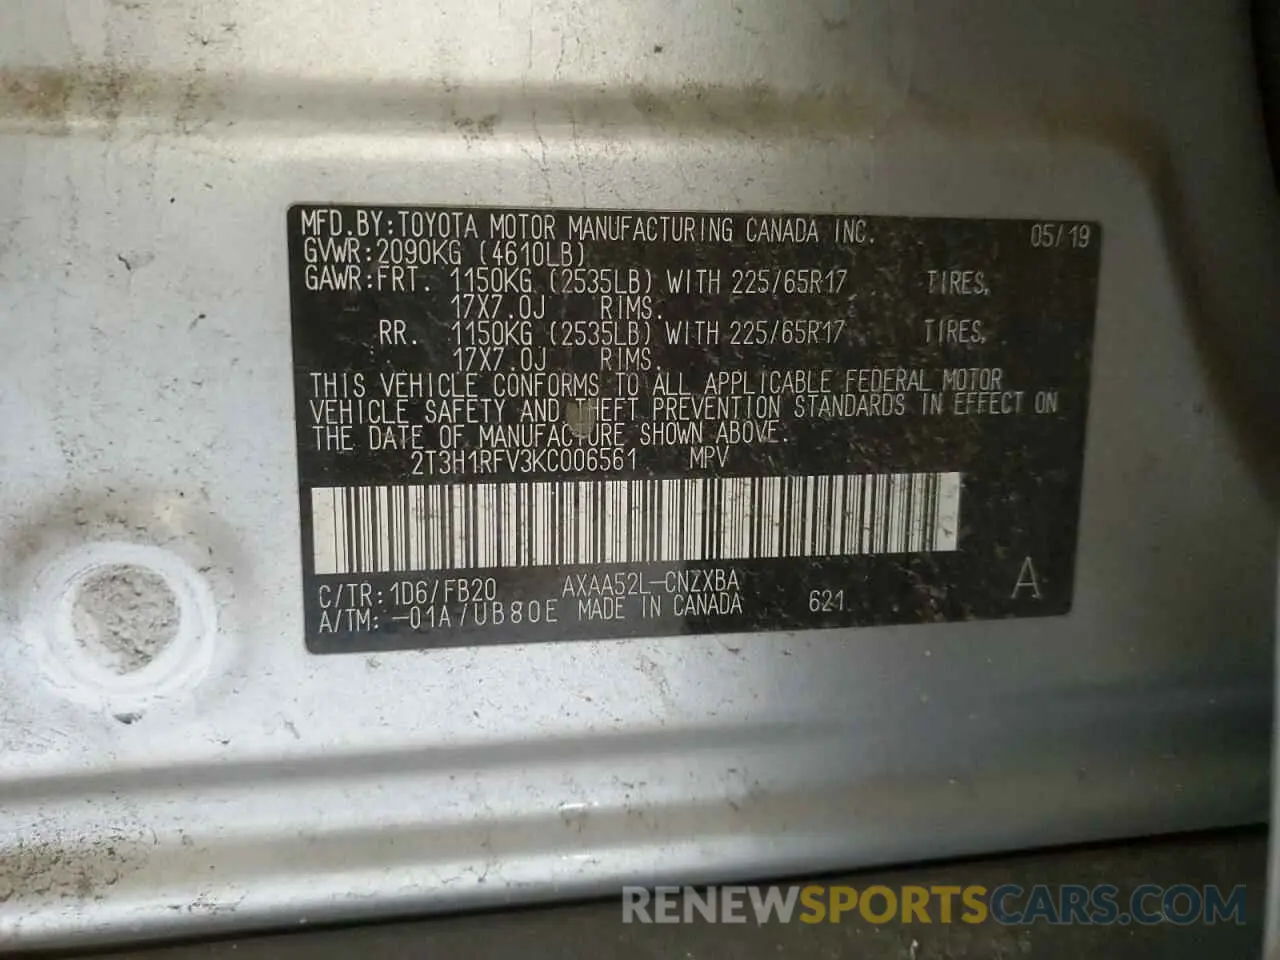 MFD.BY:TOYOTA MOTOR MANUFACTURING CANADA INC. 05/19
GVWR:2090KG (4610LB)
GAWR:FRT. 1150KG (2535LB) WITH 225/65R17 TIRES,
17X7.0J RIMS.
RR. 1150KG (2535LB) WITH 225/65R17 TIRES,
17X7.0J RIMS.
THIS VEHICLE CONFORMS TO ALL APPLICABLE FEDERAL MOTOR
VEHICLE SAFETY AND THEFT PREVENTION STANDARDS IN EFFECT ON
THE DATE OF MANUFACTURE SHOWN ABOVE.
2T3H1RFV3KC006561 MPV
C/TR:1D6/FB20 AXAA52L-CNZXBA
A/TM:-01A/UB80E MADE IN CANADA 621 A
RENEWSPORTSCARS.COM